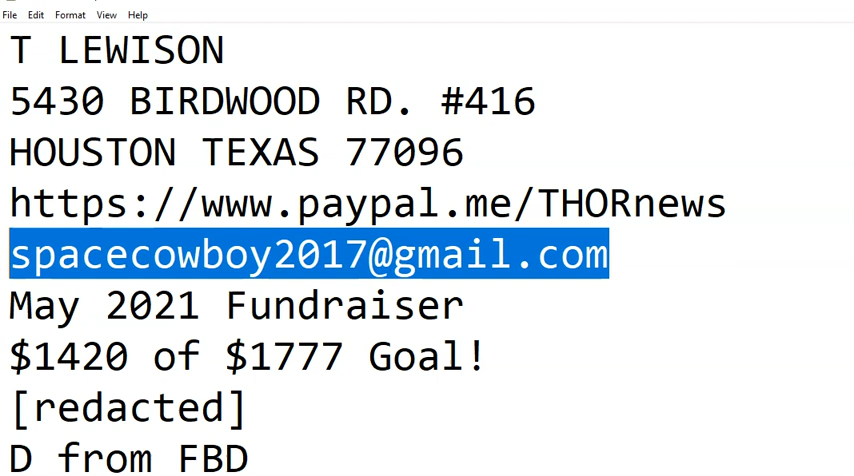 File Edit Format View Help
T LEWISON
5430 BIRDWOOD RD. #416
HOUSTON TEXAS 77096
https://www.paypal.me/THORnews
spacecowboy2017@gmail.com
May 2021 Fundraiser
$1420 of $1777 Goal!
[redacted]
D from FBD